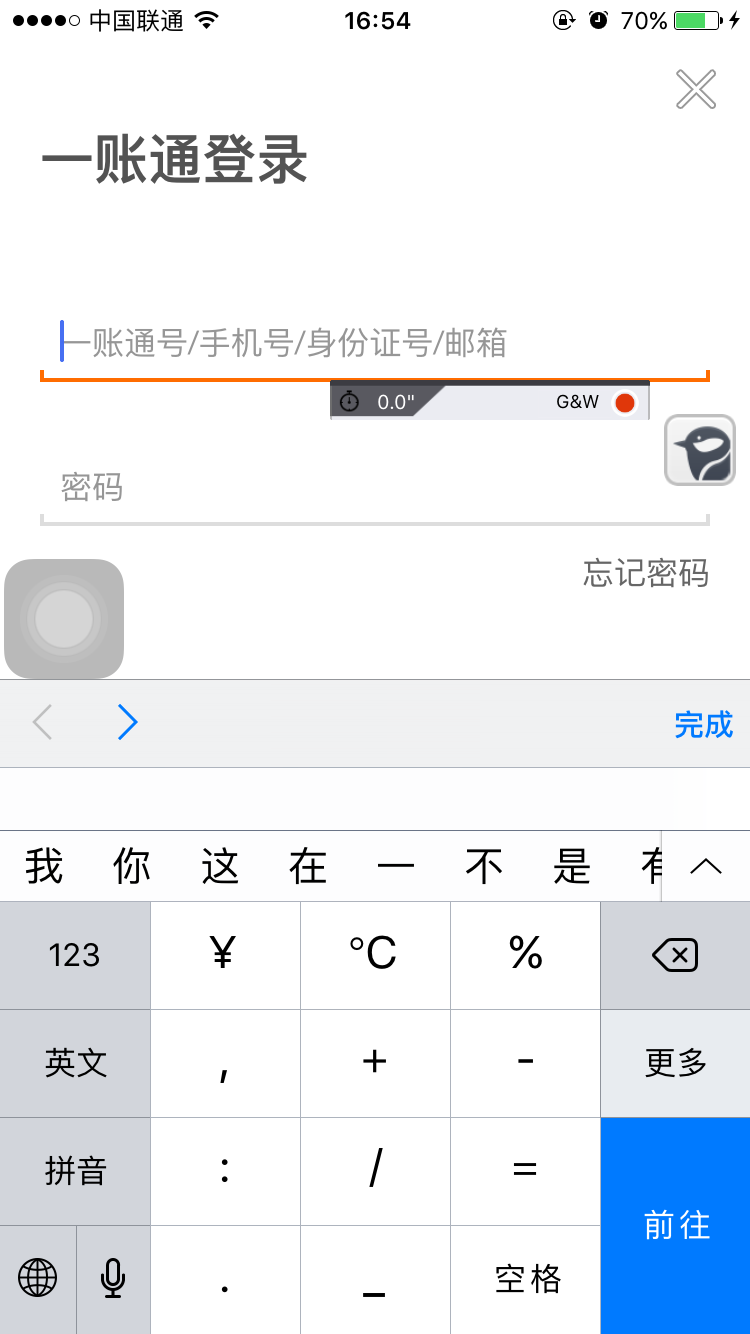 中国联通 16:54 70%
一账通登录
一账通号/手机号/身份证号/邮箱
0.0" G&W
密码
忘记密码
完成
我 你 这 在 一 不 是 有
123 ¥ ℃ %
英文 , + - 更多
拼音 : / =
前往
. _ 空格